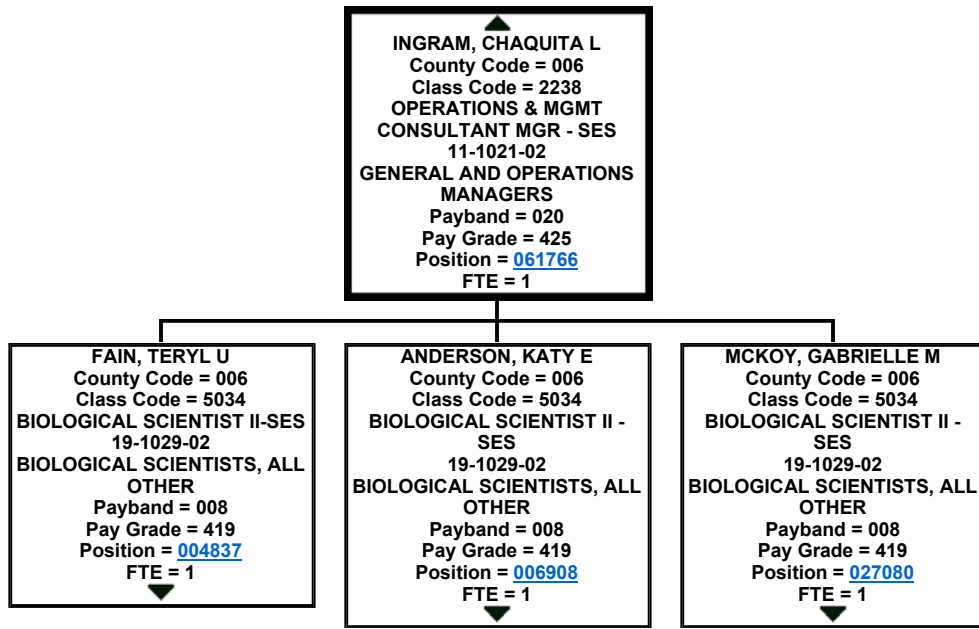 INGRAM, CHAQUITA L
County Code = 006
Class Code = 2238
OPERATIONS & MGMT
CONSULTANT MGR - SES
11-1021-02
GENERAL AND OPERATIONS
MANAGERS
Payband = 020
Pay Grade = 425
Position = 061766
FTE = 1
FAIN, TERYL U
County Code = 006
Class Code = 5034
BIOLOGICAL SCIENTIST II-SES
19-1029-02
BIOLOGICAL SCIENTISTS, ALL
OTHER
Payband = 008
Pay Grade = 419
Position = 004837
FTE = 1
ANDERSON, KATY E
County Code = 006
Class Code = 5034
BIOLOGICAL SCIENTIST II -
SES
19-1029-02
BIOLOGICAL SCIENTISTS, ALL
OTHER
Payband = 008
Pay Grade = 419
Position = 006908
FTE = 1
MCKOY, GABRIELLE M
County Code = 006
Class Code = 5034
BIOLOGICAL SCIENTIST II -
SES
19-1029-02
BIOLOGICAL SCIENTISTS, ALL
OTHER
Payband = 008
Pay Grade = 419
Position = 027080
FTE = 1